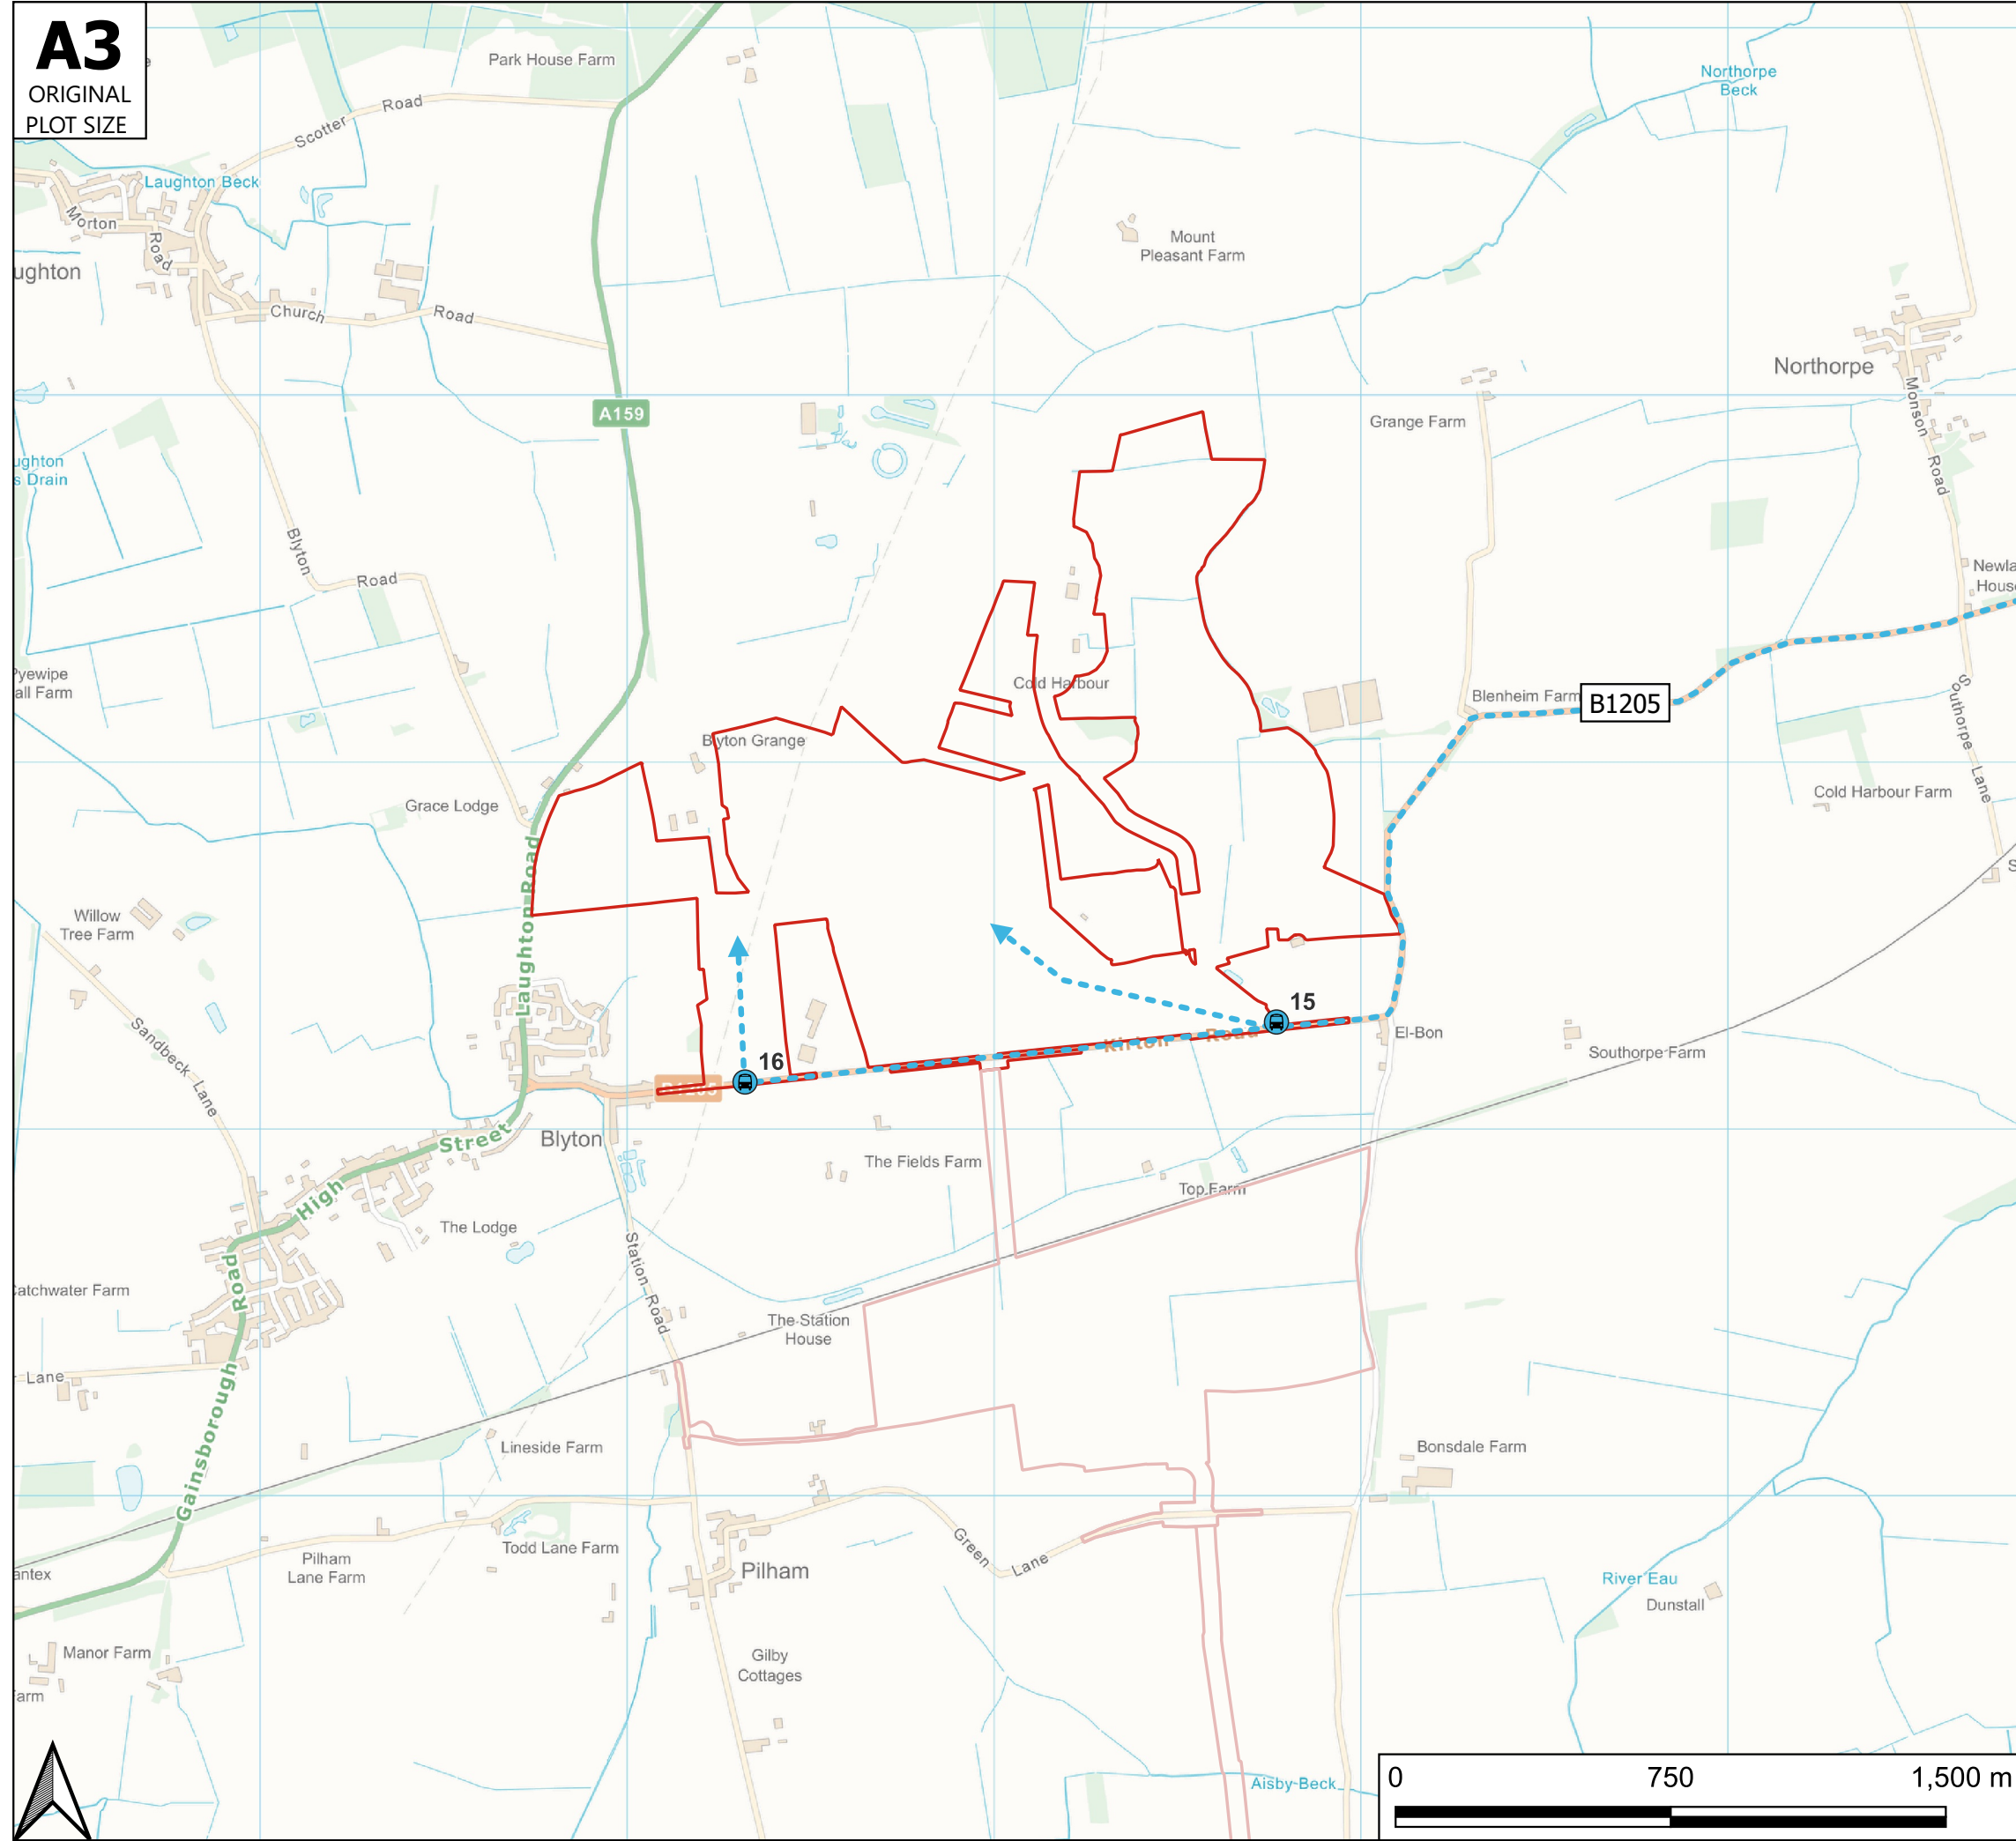 A3
ORIGINAL
PLOT SIZE
Park House Farm
Scotter Road
Northorpe
Beck
Laughton Beck
Morton
Road
ughton
Church Road
Mount
Pleasant Farm
Northorpe
Monson Road
A159
Grange Farm
ughton
s Drain
Blyton Road
Newla
House
Pyewipe
all Farm
Cold Harbour
Blenheim Farm
B1205
Southorpe Lane
Blyton Grange
Grace Lodge
Cold Harbour Farm
Laughton Road
Willow
Tree Farm
S
15
Kirton Road
El-Bon
Southorpe Farm
16
Sandbeck Lane
High Street
Blyton
The Fields Farm
Top Farm
The Lodge
Station Road
Catchwater Farm
Road
The Station
House
Lane
Gainsborough
Lineside Farm
Bonsdale Farm
Todd Lane Farm
Pilham
Lane Farm
antex
Pilham
Green Lane
River Eau
Dunstall
Manor Farm
Gilby
Cottages
arm
Aisby Beck
0 750 1,500 m